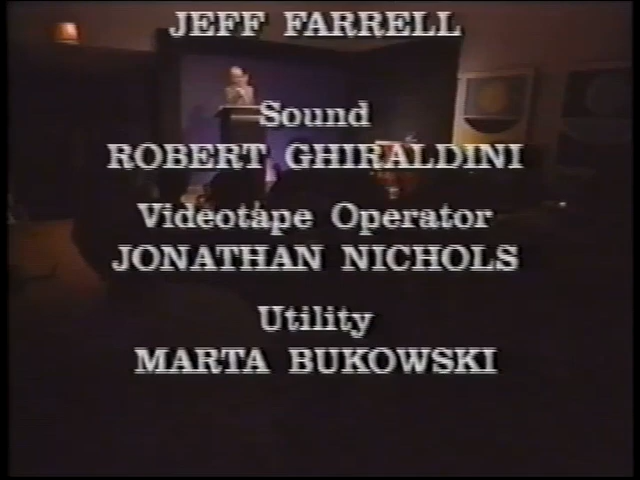 JEFF FARRELL
Sound
ROBERT GHIRALDINI
Videotape Operator
JONATHAN NICHOLS
Utility
MARTA BUKOWSKI